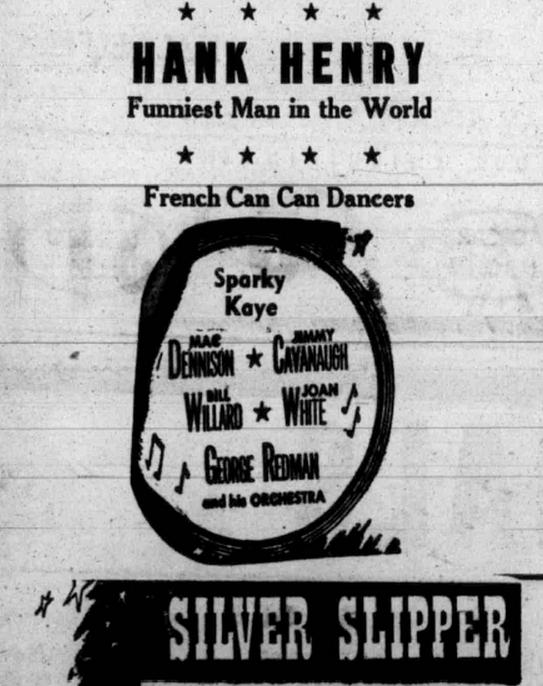 HANK HENRY
Funniest Man in the World
French Can Can Dancers
Sparky
Kaye
MAC DENNISON ★ JIMMY CAVANAUGH
BILL WILLARD ★ JOAN WHITE
GEORGE REDMAN
and his ORCHESTRA
SILVER SLIPPER